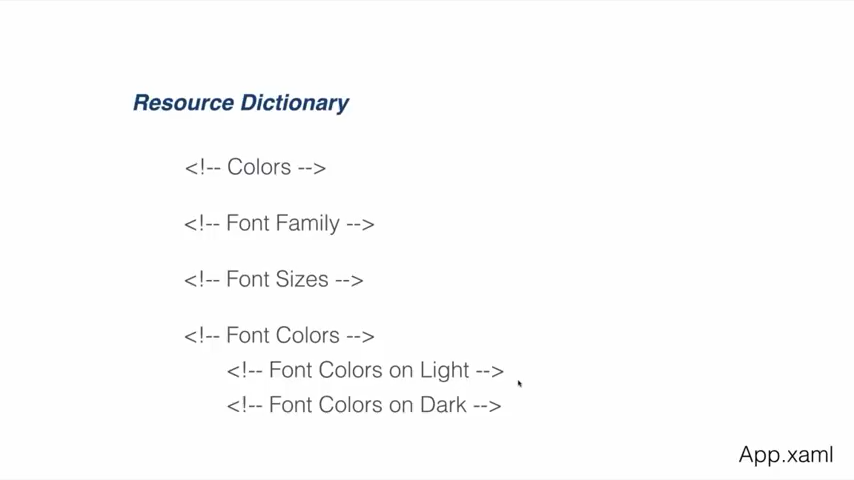 Resource Dictionary
<!-- Colors -->
<!-- Font Family -->
<!-- Font Sizes -->
<!-- Font Colors -->
<!-- Font Colors on Light -->
<!-- Font Colors on Dark -->
App.xaml